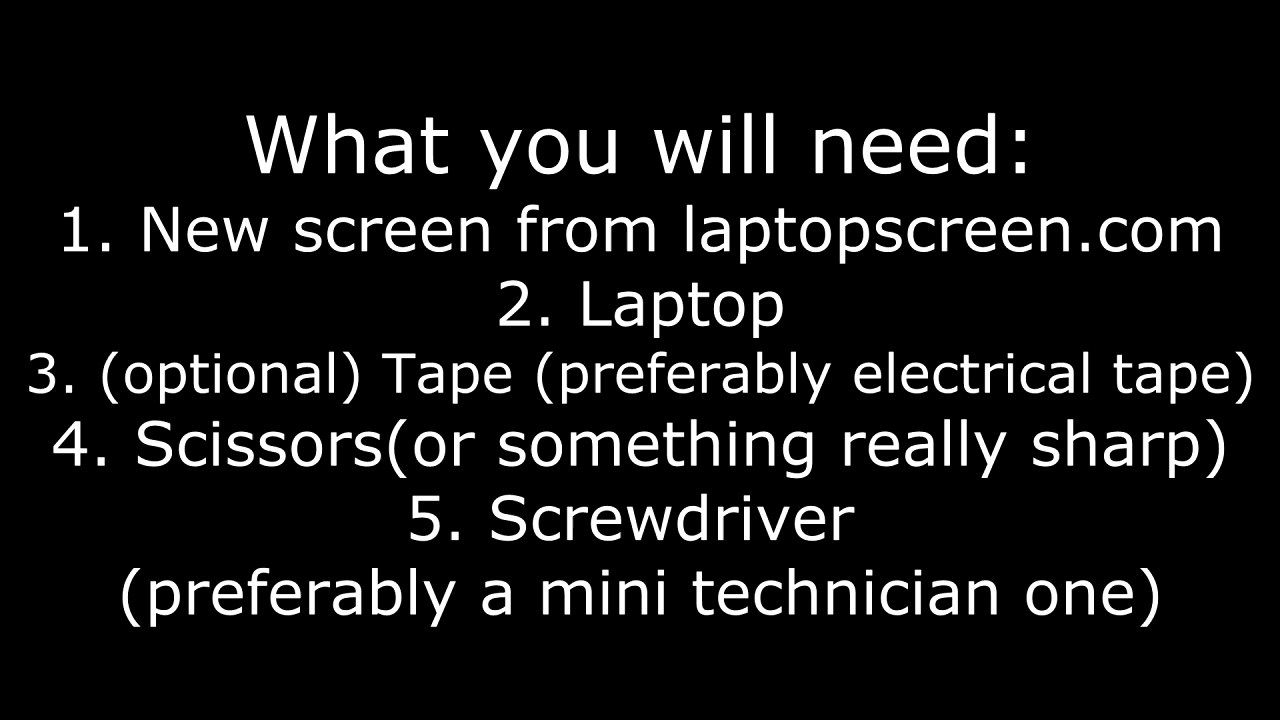 What you will need:
1. New screen from laptopscreen.com
2. Laptop
3. (optional) Tape (preferably electrical tape)
4. Scissors(or something really sharp)
5. Screwdriver
(preferably a mini technician one)